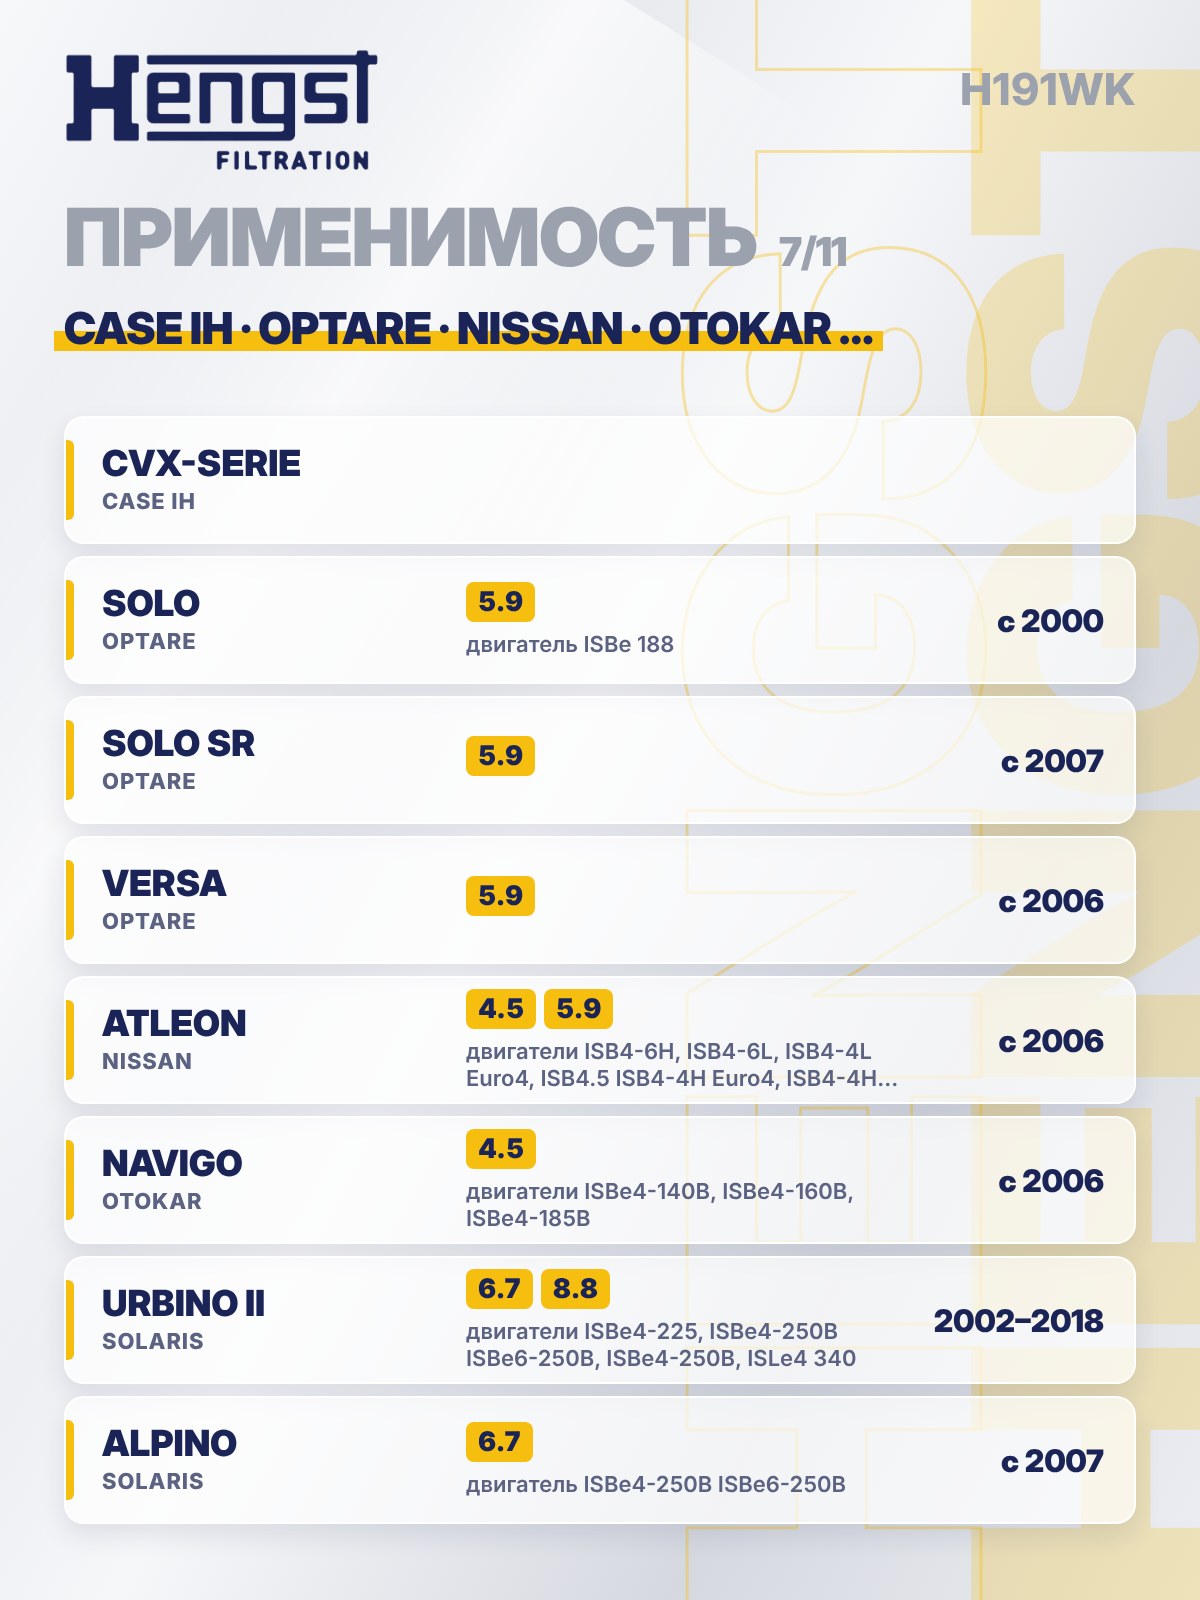 Hengst
FILTRATION
H191WK
ПРИМЕНИМОСТЬ 7/11
CASE IH · OPTARE · NISSAN · OTOKAR ...
CVX-SERIE
CASE IH
SOLO
OPTARE
5.9
двигатель ISBe 188
с 2000
SOLO SR
OPTARE
5.9
с 2007
VERSA
OPTARE
5.9
с 2006
ATLEON
NISSAN
4.5 5.9
двигатели ISB4-6H, ISB4-6L, ISB4-4L
Euro4, ISB4.5 ISB4-4H Euro4, ISB4-4H...
с 2006
NAVIGO
OTOKAR
4.5
двигатели ISBe4-140B, ISBe4-160B,
ISBe4-185B
с 2006
URBINO II
SOLARIS
6.7 8.8
двигатели ISBe4-225, ISBe4-250B
ISBe6-250B, ISBe4-250B, ISLe4 340
2002–2018
ALPINO
SOLARIS
6.7
двигатель ISBe4-250B ISBe6-250B
с 2007
HENGST
HENGST